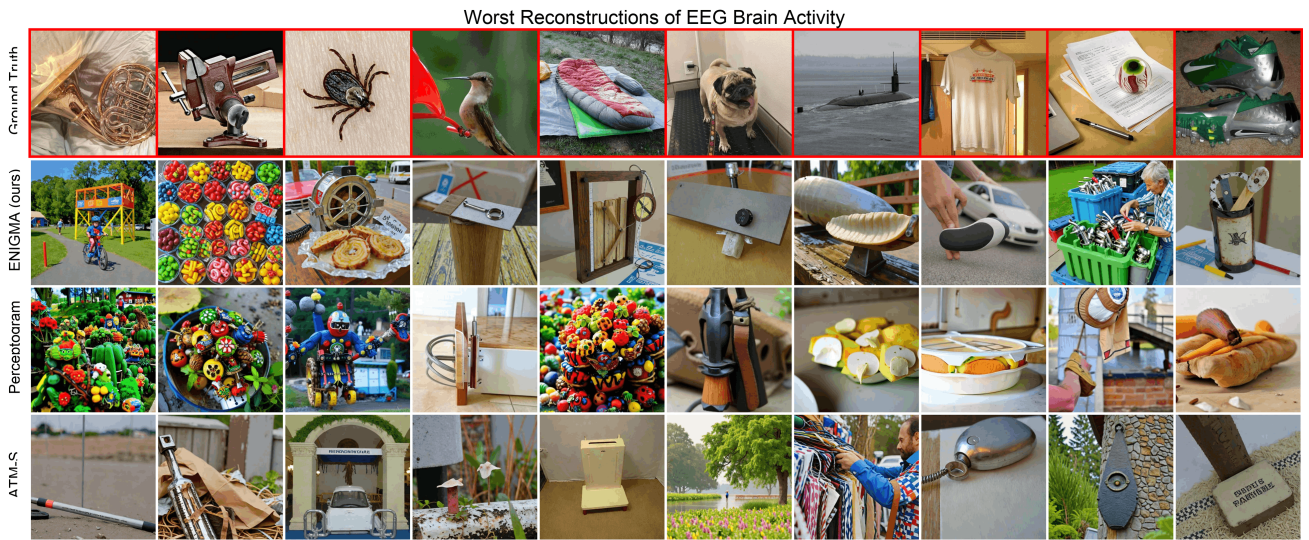 Worst Reconstructions of EEG Brain Activity
Ground Truth
ENIGMA (ours)
Perceptogram
ATM-S